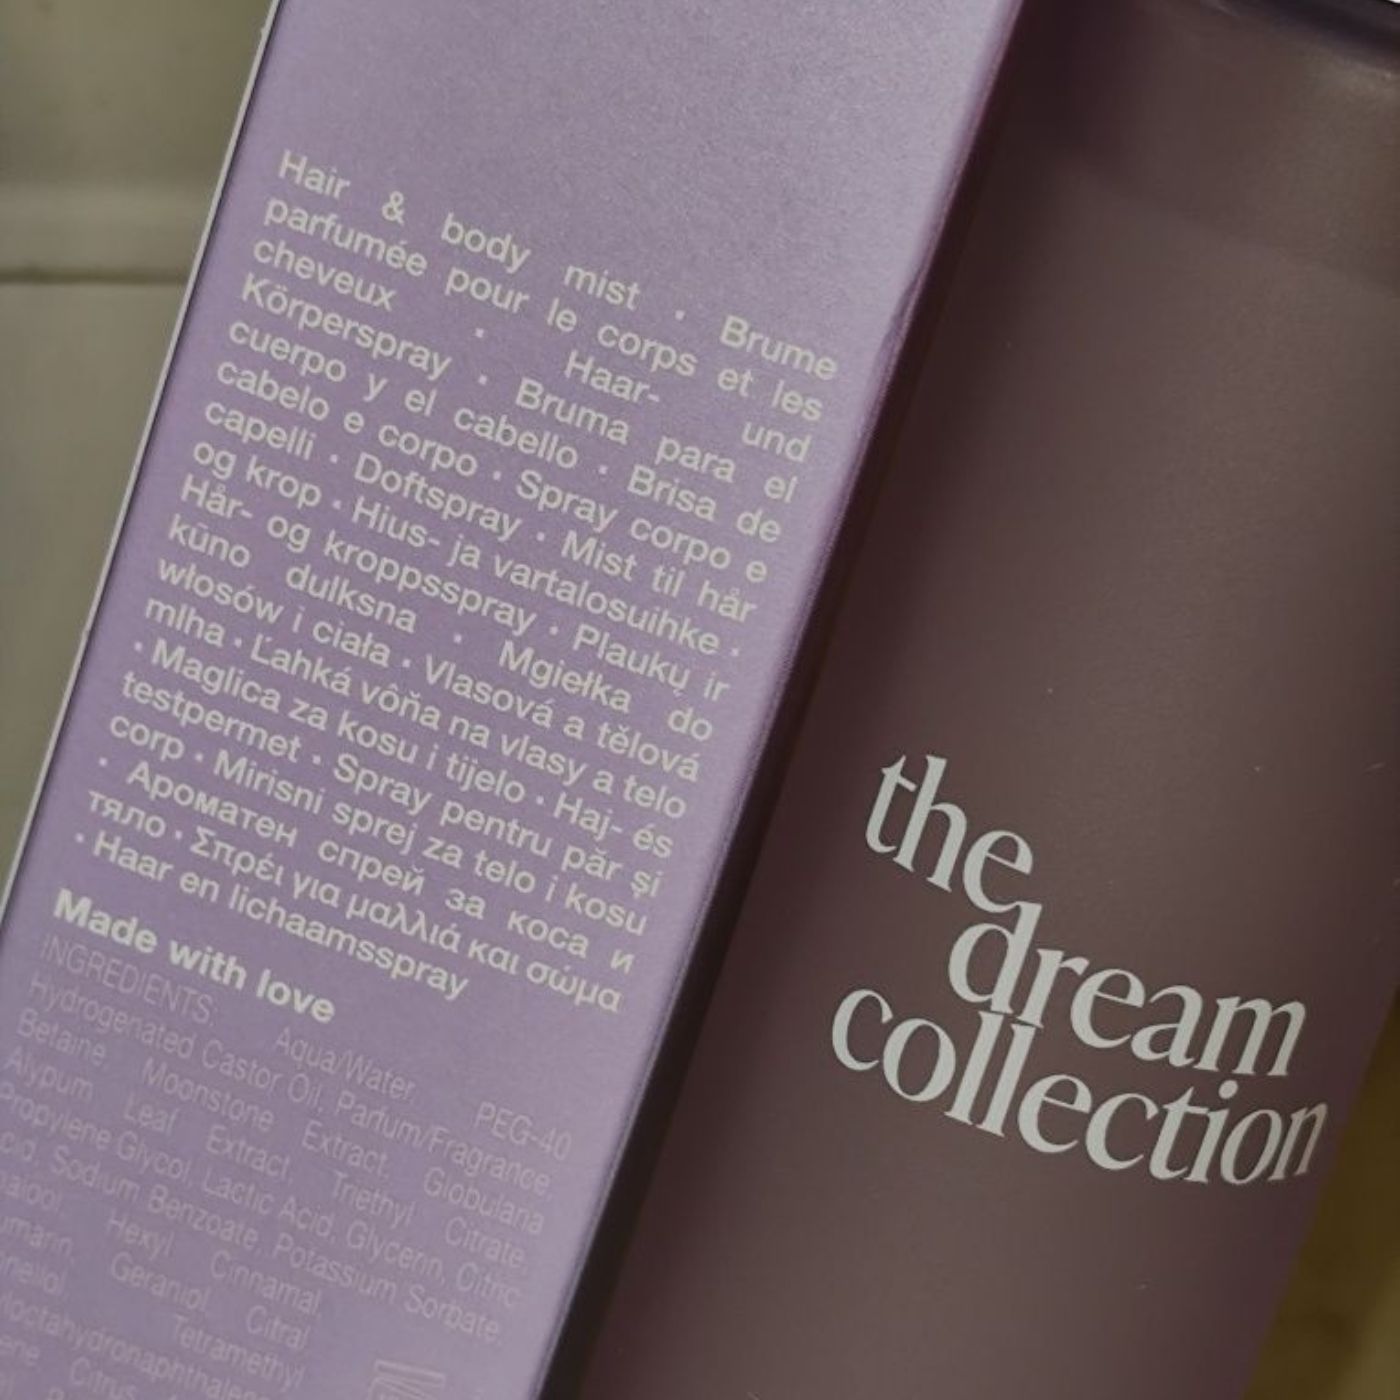 Hair & body mist · Brume
parfumée pour le corps et les
cheveux · Haar- und
Körperspray · Bruma para el
cuerpo y el cabello · Brisa de
cabelo e corpo · Spray corpo e
capelli · Doftspray · Mist til hår
og krop · Hius- ja vartalosuihke ·
Hår- og kroppsspray · Plaukų ir
kūno dulksna · Mgiełka do
włosów i ciała · Vlasová a tělová
mlha · Ľahká vôňa na vlasy a telo
· Maglica za kosu i tijelo · Haj- és
testpermet · Spray pentru păr și
corp · Mirisni sprej za telo i kosu
· Ароматен спрей за коса и
тяло · Σπρέι για μαλλιά και σώμα
· Haar en lichaamsspray
Made with love
INGREDIENTS: Aqua/Water, PEG-40
Hydrogenated Castor Oil, Parfum/Fragrance,
Betaine, Moonstone Extract, Globularia
Alypum Leaf Extract, Triethyl Citrate,
Propylene Glycol, Lactic Acid, Glycerin, Citric
Sodium Benzoate, Potassium Sorbate,
Hexyl Cinnamal,
Geraniol, Citral
Tetramethyl
Citrus
the
dream
collection